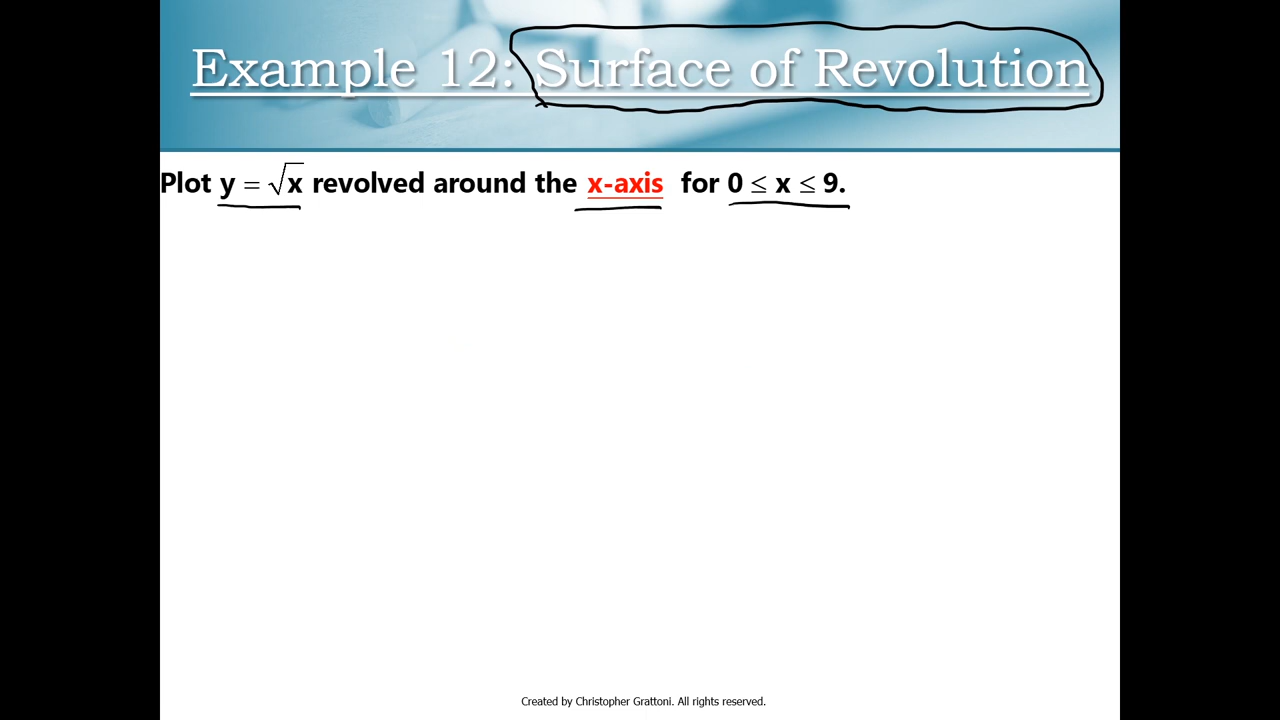 Example 12: Surface of Revolution
Plot y = √x revolved around the x-axis for 0 ≤ x ≤ 9.
Created by Christopher Grattoni. All rights reserved.